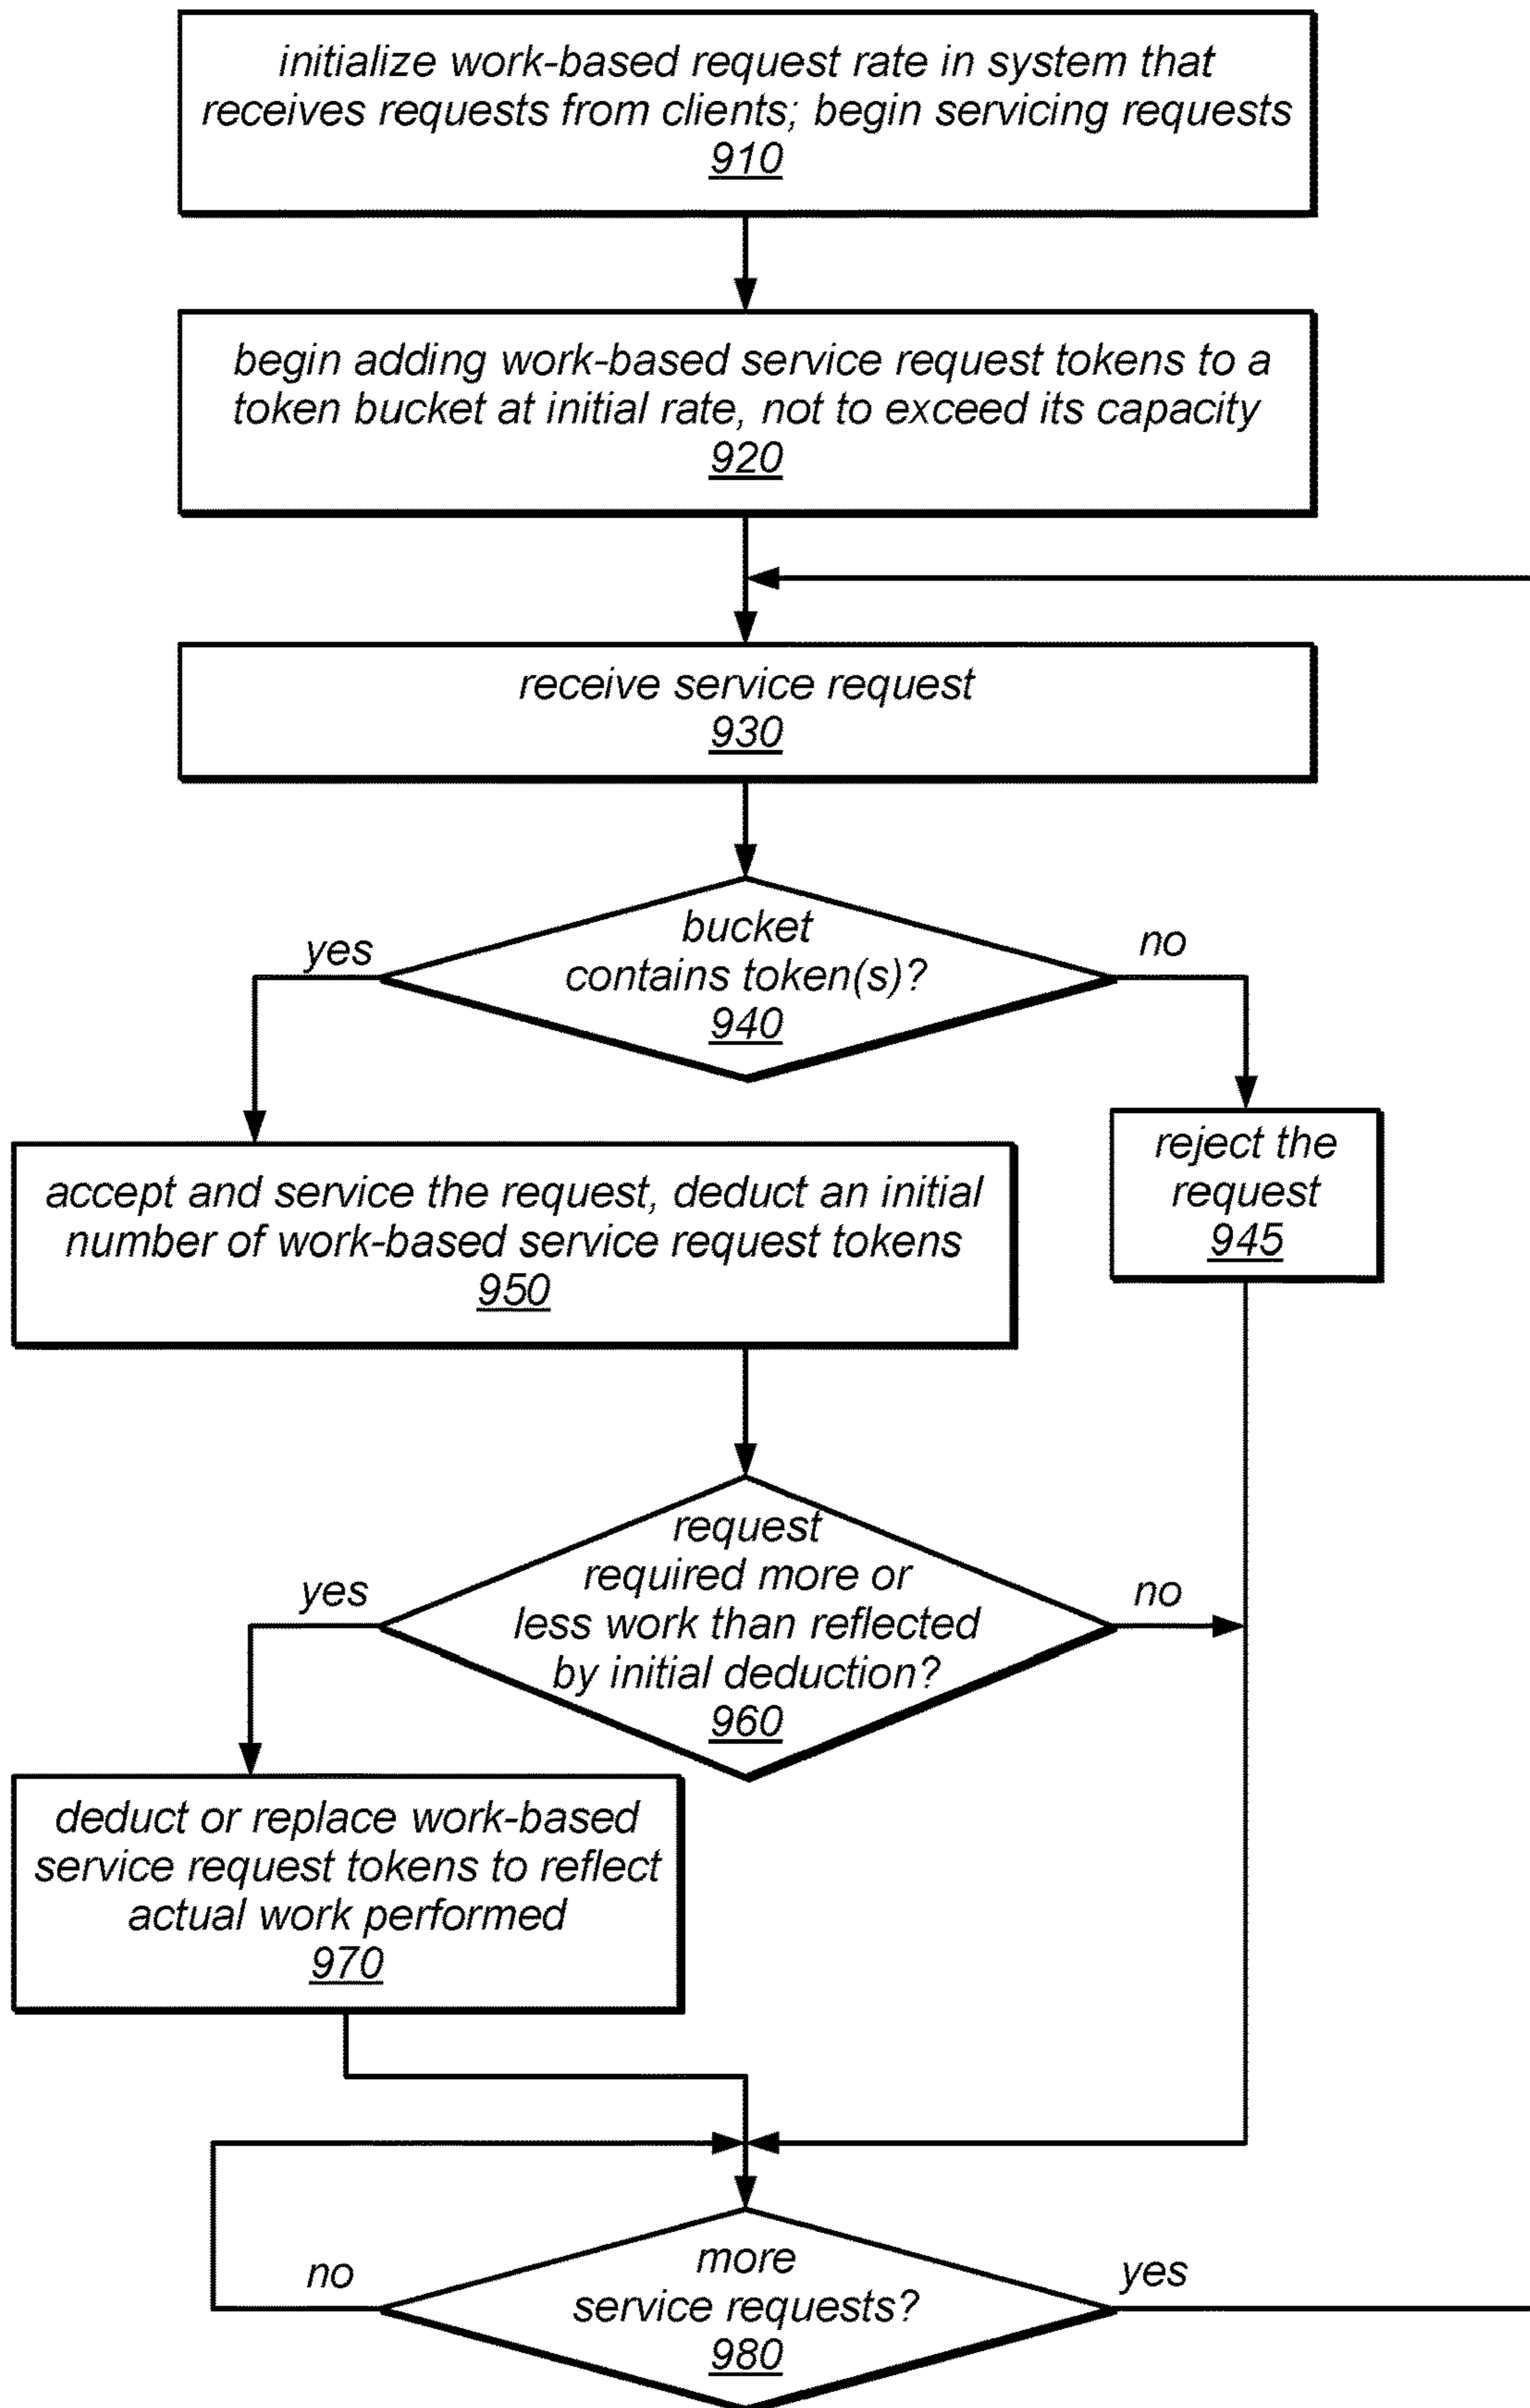 initialize work-based request rate in system that
receives requests from clients; begin servicing requests
910
begin adding work-based service request tokens to a
token bucket at initial rate, not to exceed its capacity
920
receive service request
930
bucket
contains token(s)?
940
yes
no
accept and service the request, deduct an initial
number of work-based service request tokens
950
reject the
request
945
request
required more or
less work than reflected
by initial deduction?
960
yes
no
deduct or replace work-based
service request tokens to reflect
actual work performed
970
more
service requests?
980
no
yes